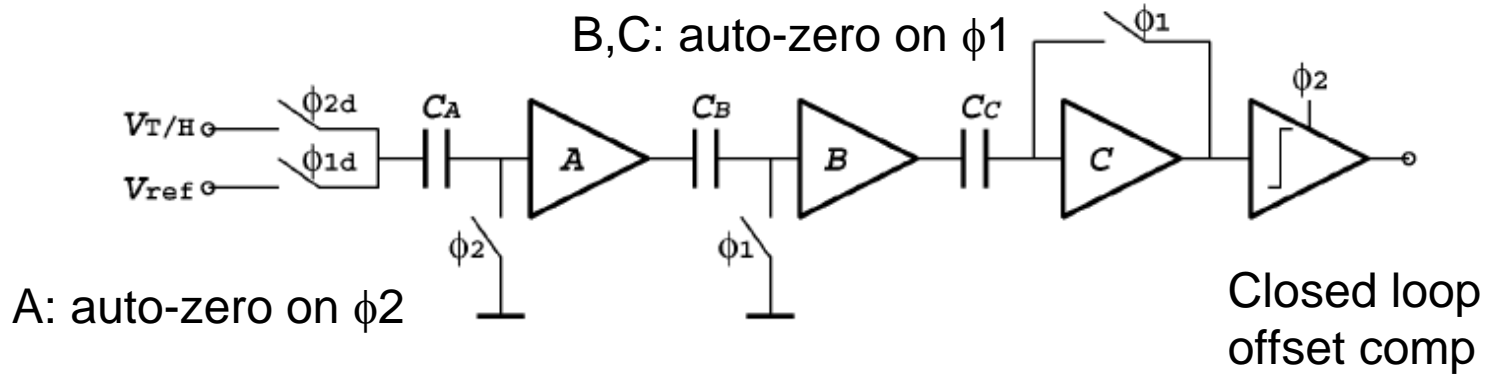 B,C: auto-zero on ϕ1
ϕ1
VT/H
ϕ2d
CA
CB
CC
ϕ2
ϕ1d
Vref
A
B
C
ϕ2
ϕ1
A: auto-zero on ϕ2
Closed loop
offset comp